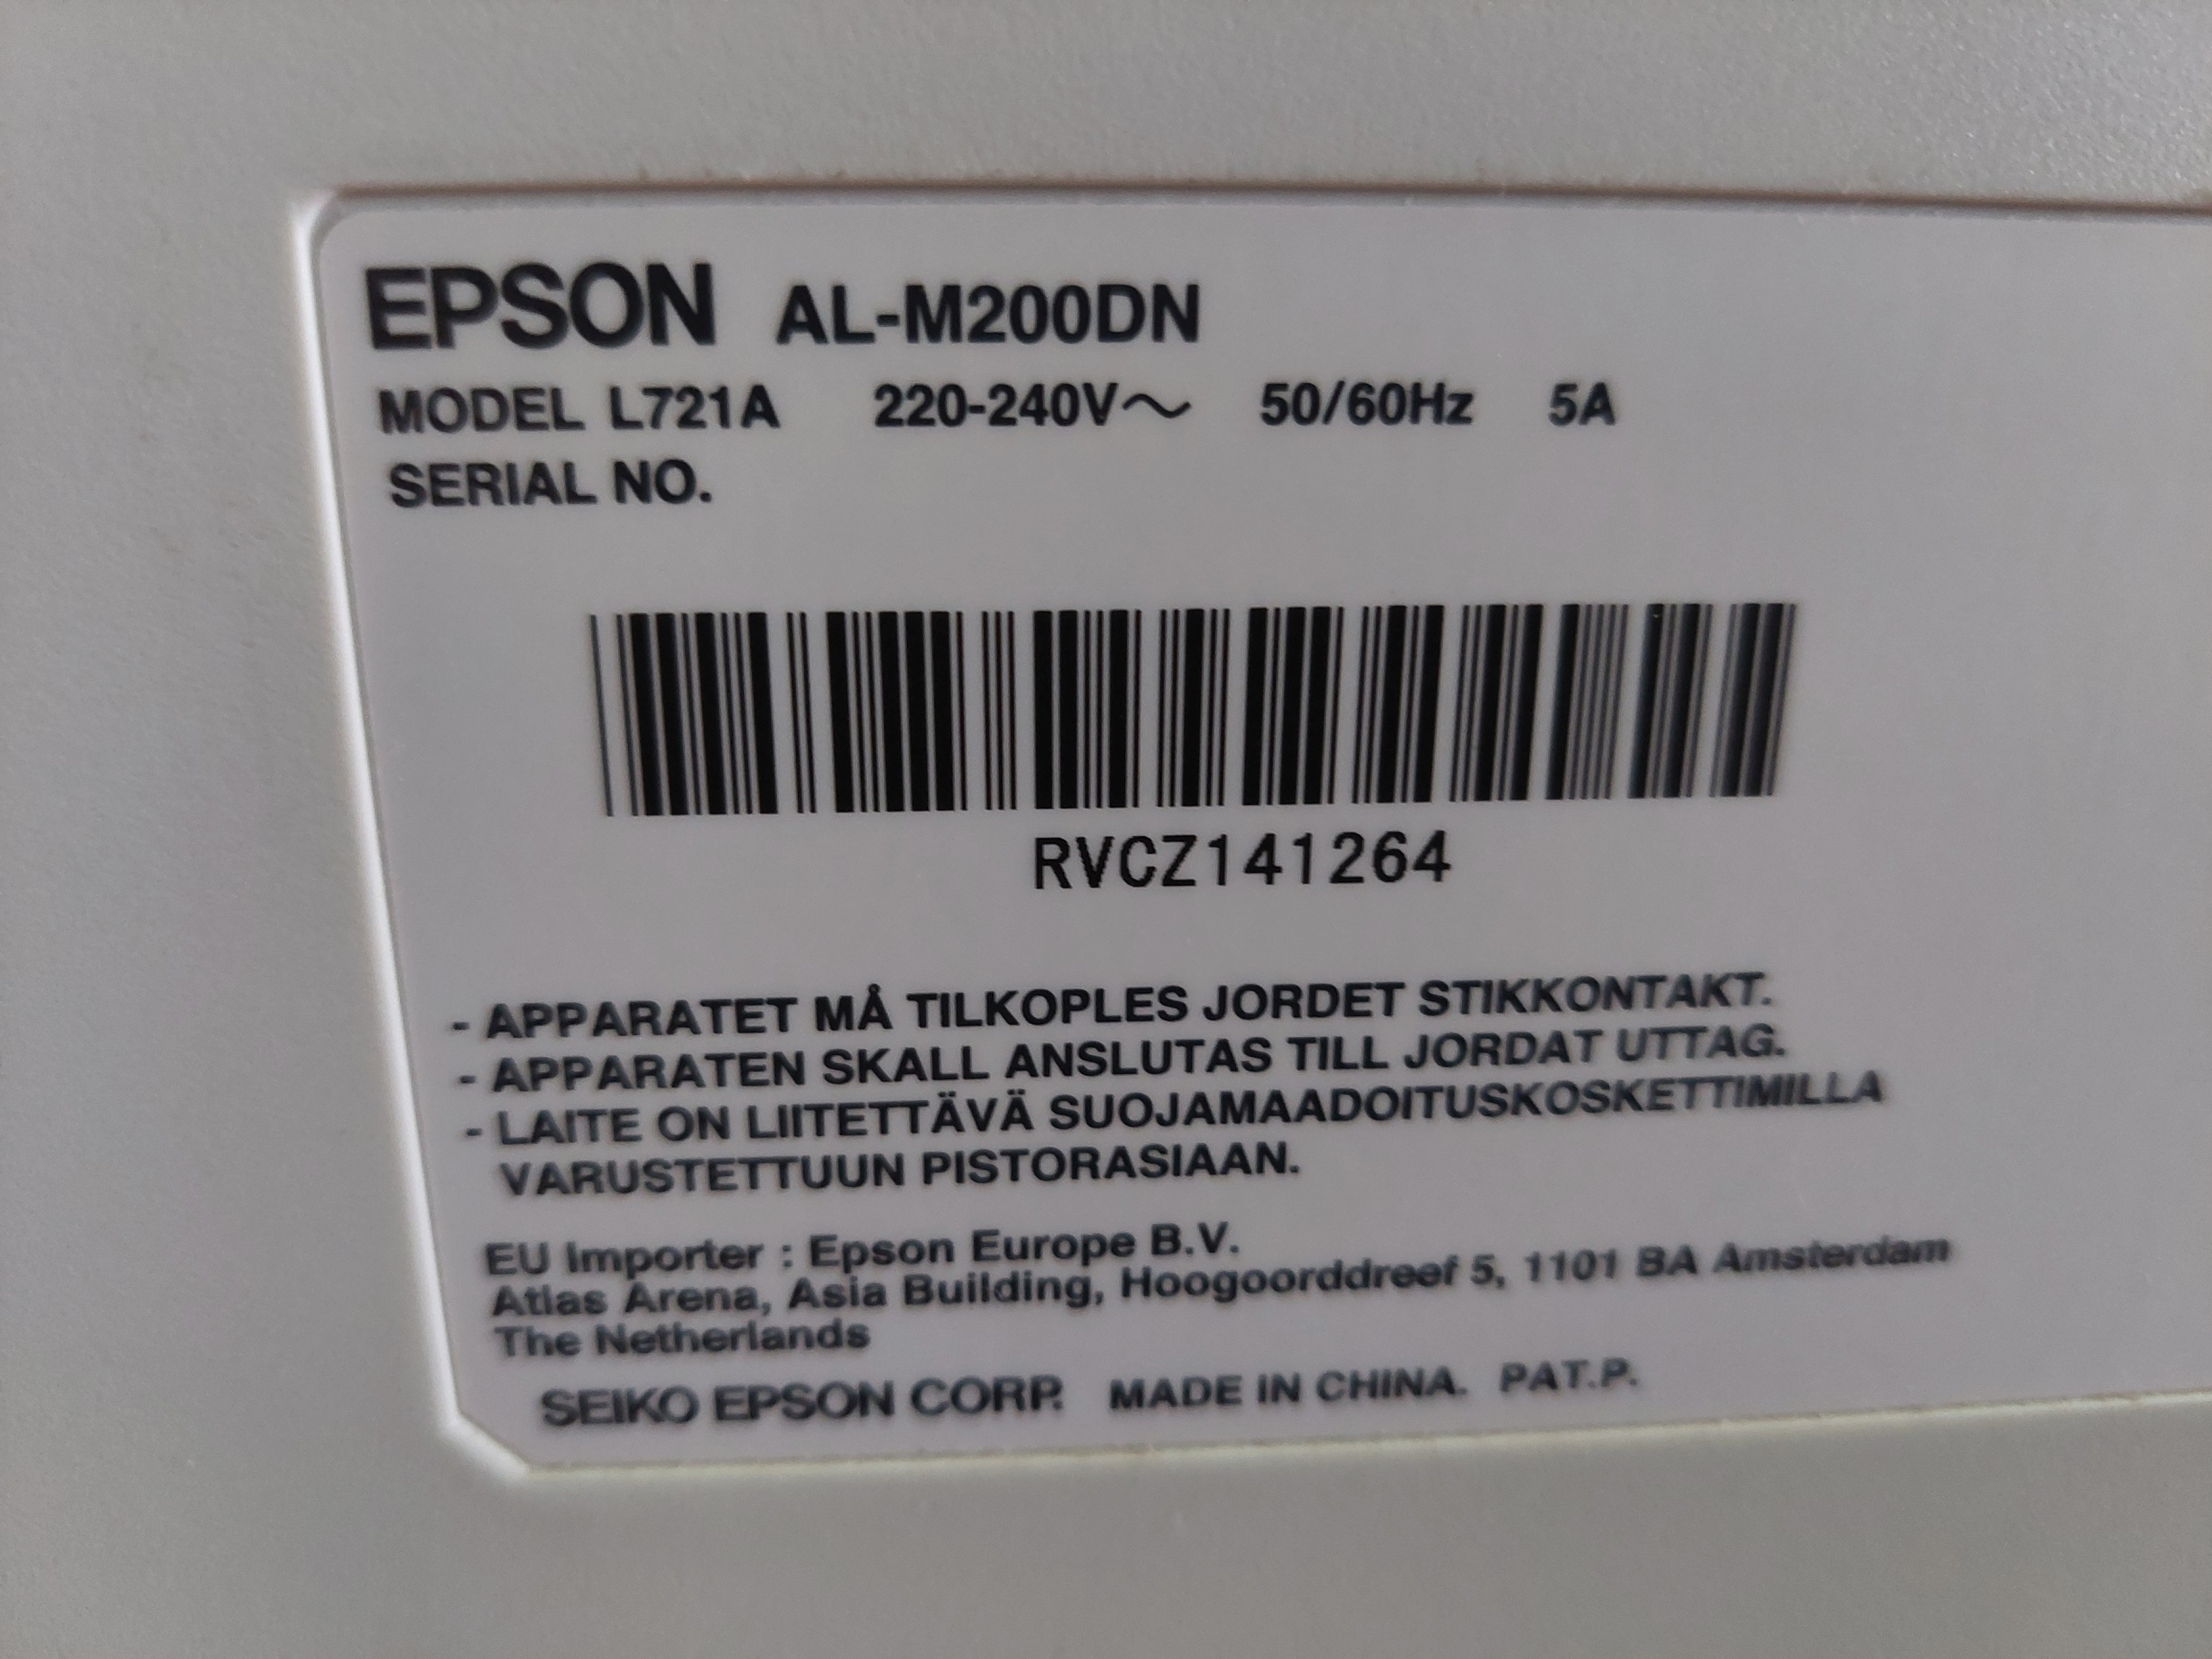 EPSON AL-M200DN
MODEL L721A 220-240V～ 50/60Hz 5A
SERIAL NO.
RVCZ141264
- APPARATET MÅ TILKOPLES JORDET STIKKONTAKT.
- APPARATEN SKALL ANSLUTAS TILL JORDAT UTTAG.
- LAITE ON LIITETTÄVÄ SUOJAMAADOITUSKOSKETTIMILLA
VARUSTETTUUN PISTORASIAAN.
EU Importer : Epson Europe B.V.
Atlas Arena, Asia Building, Hoogoorddreef 5, 1101 BA Amsterdam
The Netherlands
SEIKO EPSON CORP. MADE IN CHINA. PAT.P.